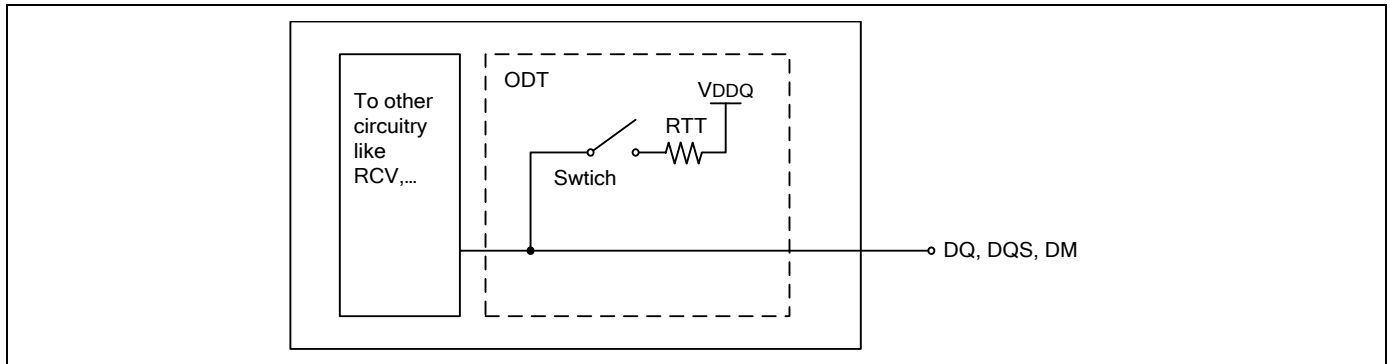 To other
circuitry
like
RCV,...
ODT
VDDQ
RTT
Swtich
DQ, DQS, DM